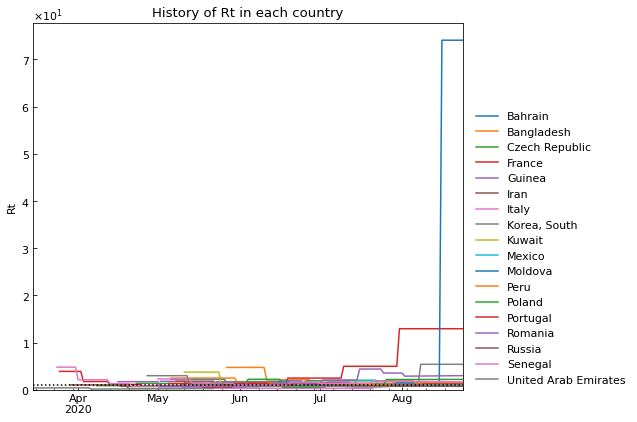 History of Rt in each country
×10¹
7
6
5
4
3
2
1
0
Rt
Apr
2020
May
Jun
Jul
Aug
Bahrain
Bangladesh
Czech Republic
France
Guinea
Iran
Italy
Korea, South
Kuwait
Mexico
Moldova
Peru
Poland
Portugal
Romania
Russia
Senegal
United Arab Emirates